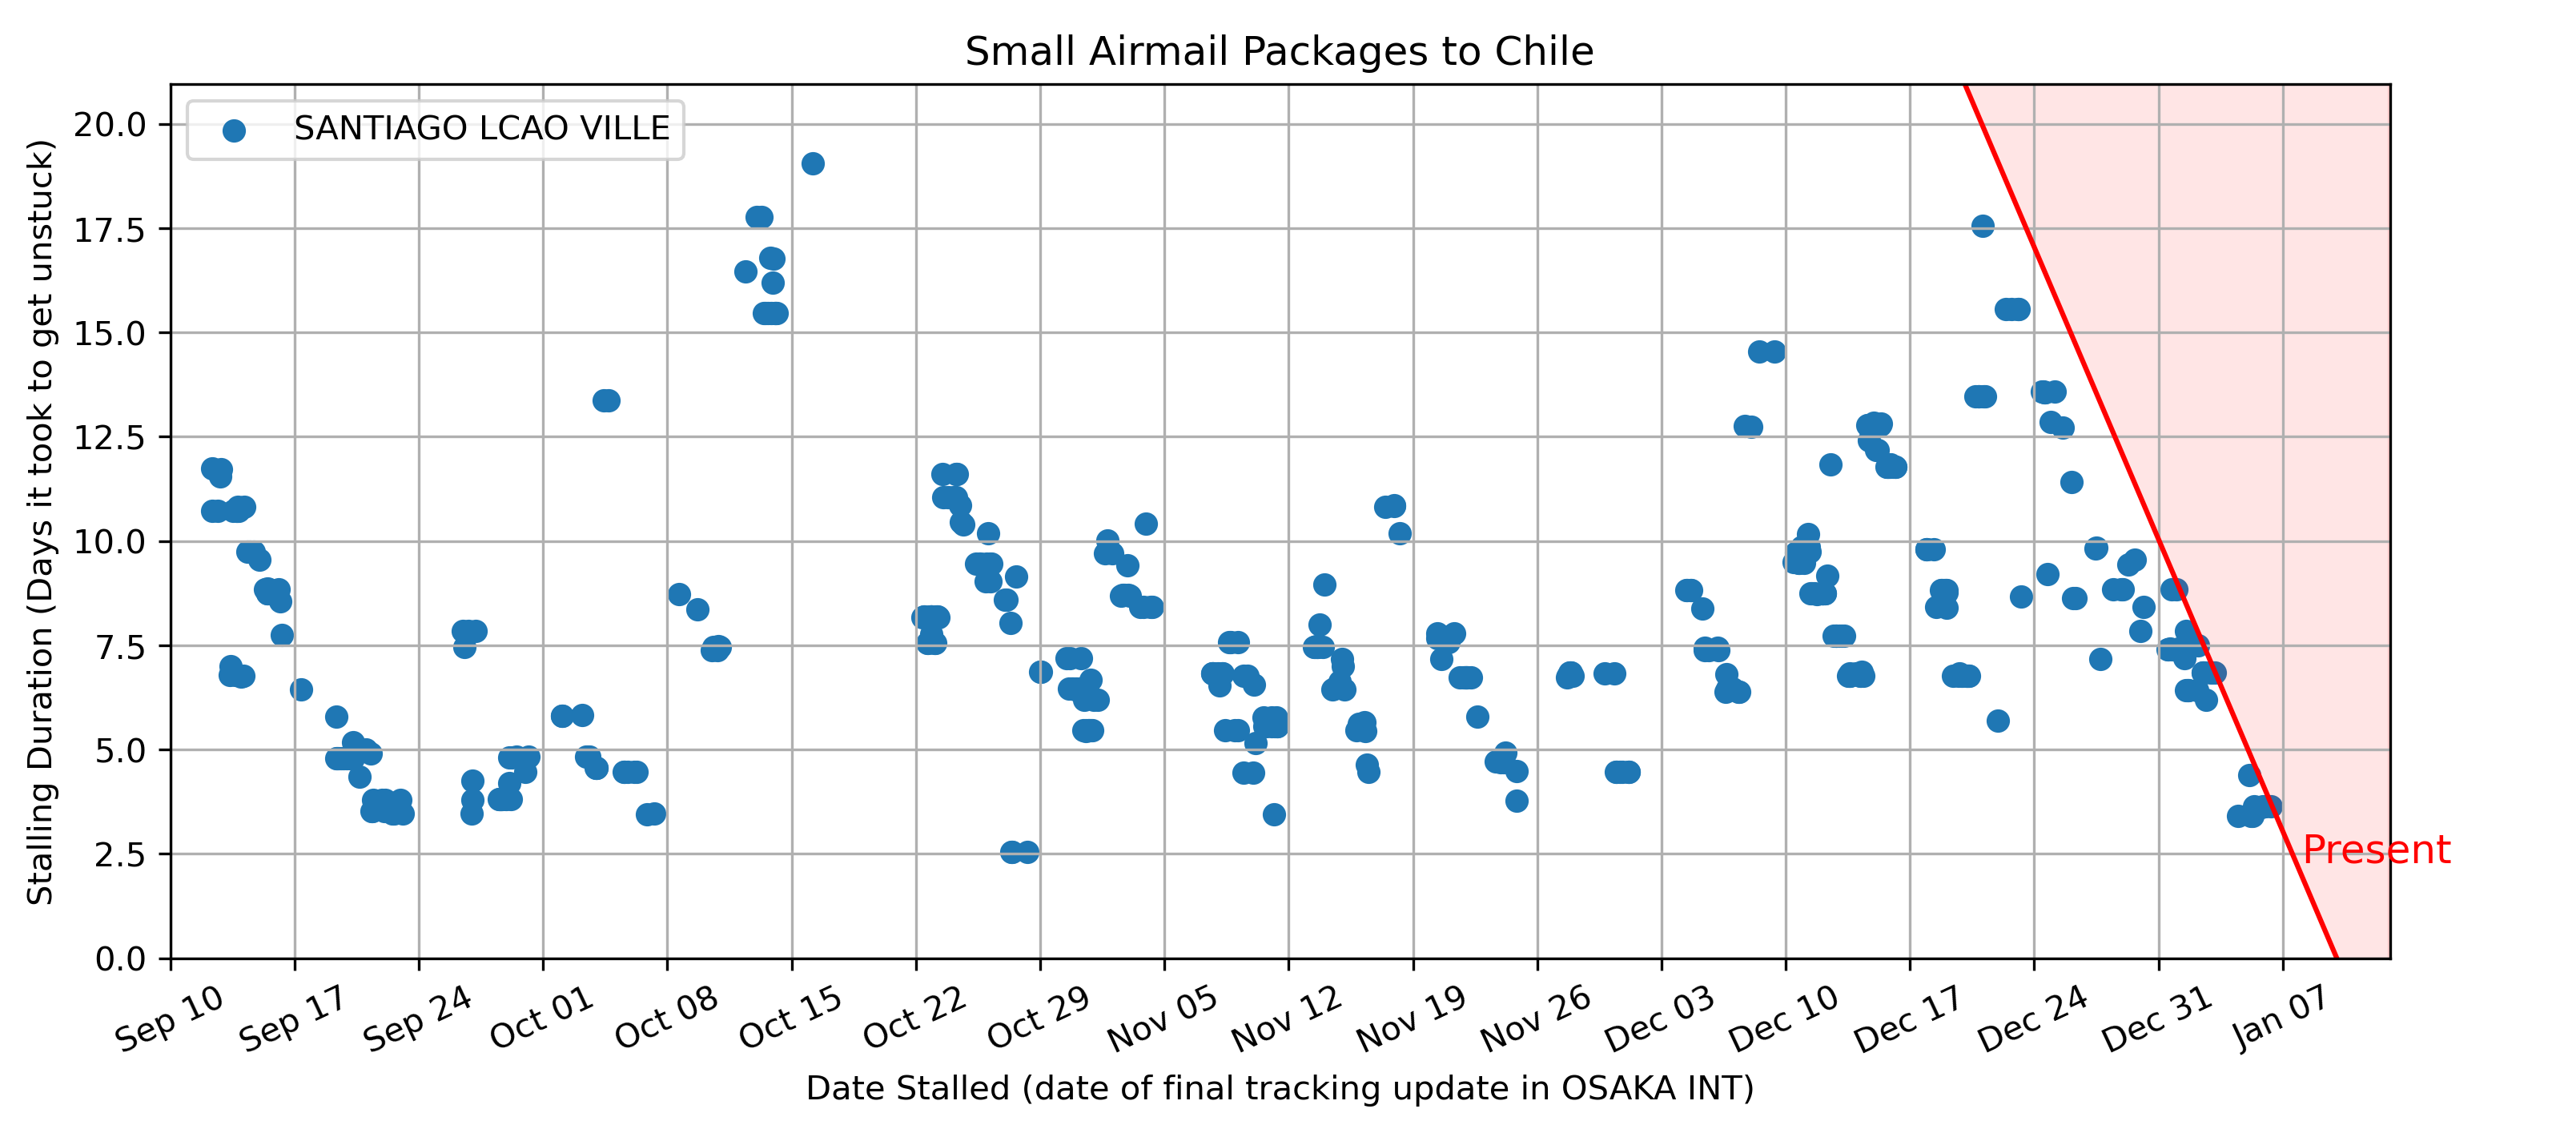 Small Airmail Packages to Chile
SANTIAGO LCAO VILLE
Stalling Duration (Days it took to get unstuck)
20.0
17.5
15.0
12.5
10.0
7.5
5.0
2.5
0.0
Present
Sep 10
Sep 17
Sep 24
Oct 01
Oct 08
Oct 15
Oct 22
Oct 29
Nov 05
Nov 12
Nov 19
Nov 26
Dec 03
Dec 10
Dec 17
Dec 24
Dec 31
Jan 07
Date Stalled (date of final tracking update in OSAKA INT)